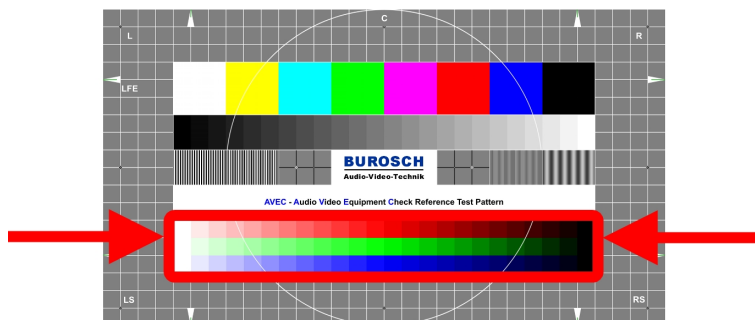 C
L
R
LFE
BUROSCH
Audio-Video-Technik
AVEC - Audio Video Equipment Check Reference Test Pattern
LS
RS